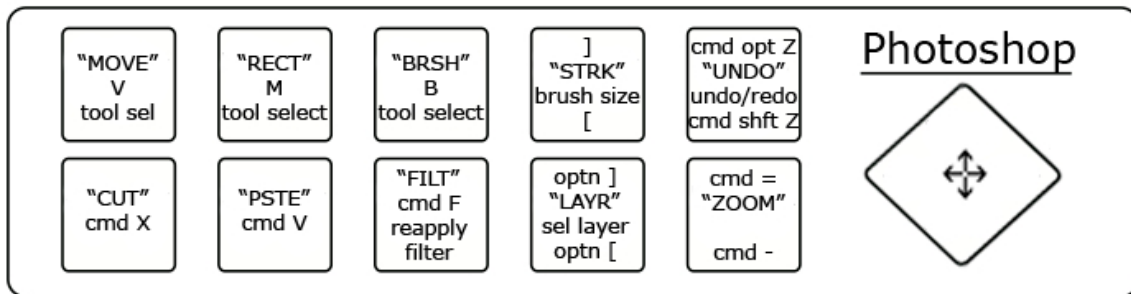 “MOVE”
V
tool sel
“RECT”
M
tool select
“BRSH”
B
tool select
]
“STRK”
brush size
[
cmd opt Z
“UNDO”
undo/redo
cmd shft Z
Photoshop
“CUT”
cmd X
“PSTE”
cmd V
“FILT”
cmd F
reapply
filter
optn ]
“LAYR”
sel layer
optn [
cmd =
“ZOOM”
cmd -